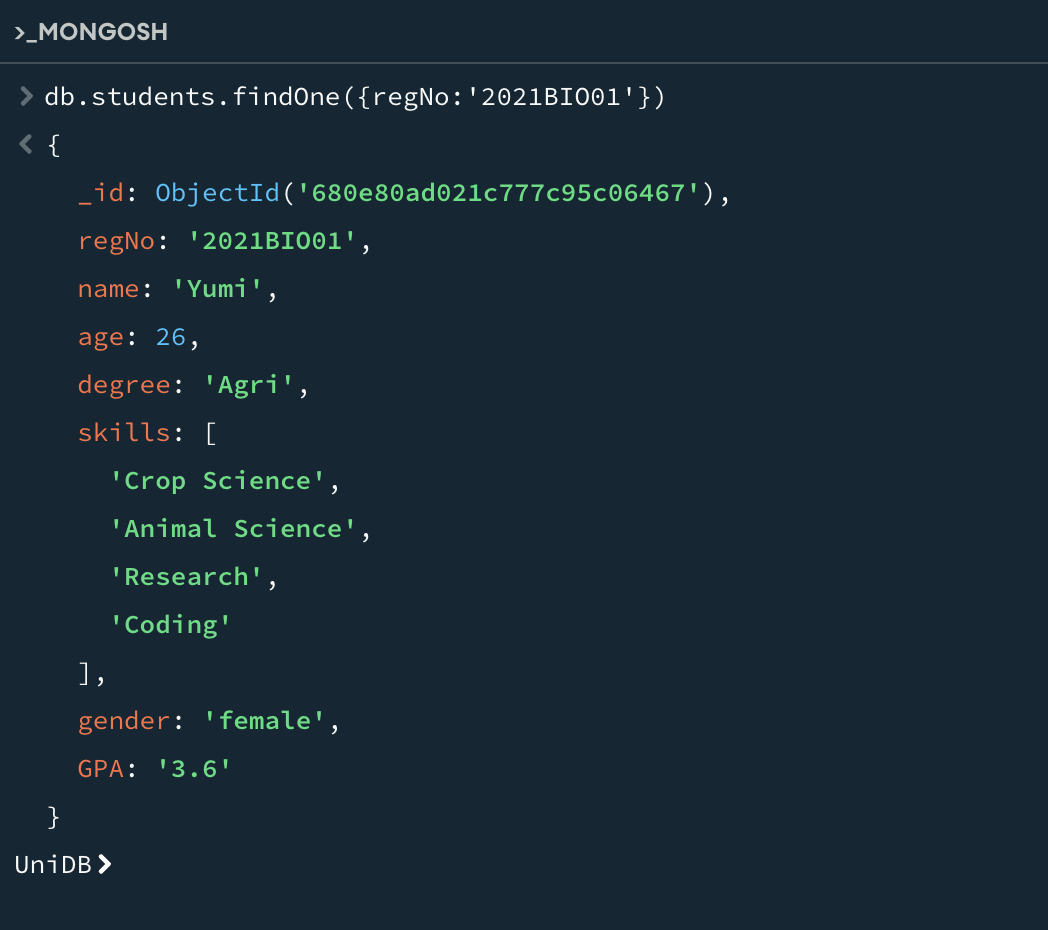 >_MONGOSH
> db.students.findOne({regNo:'2021BIO01'})
< {
_id: ObjectId('680e80ad021c777c95c06467'),
regNo: '2021BIO01',
name: 'Yumi',
age: 26,
degree: 'Agri',
skills: [
'Crop Science',
'Animal Science',
'Research',
'Coding'
],
gender: 'female',
GPA: '3.6'
}
UniDB>